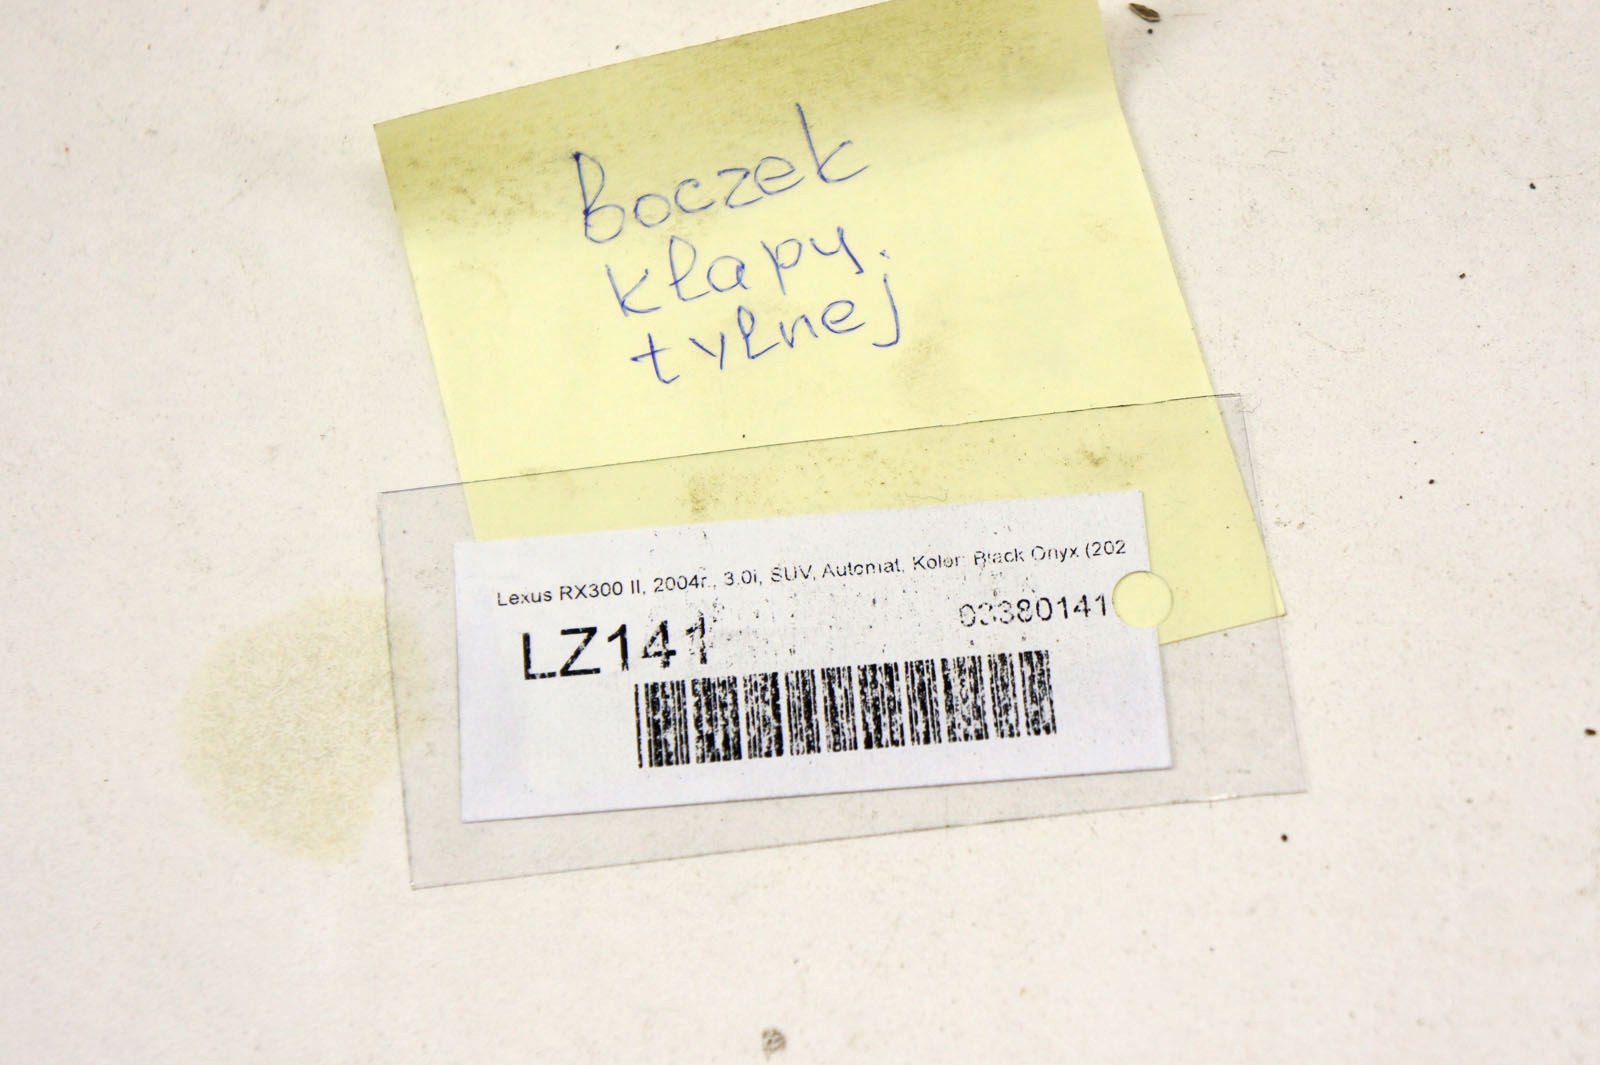 Boczek
klapy
tylnej
Lexus RX300 II, 2004r., 3.0i, SUV, Automat, Kolor: Black Onyx (202
03380141
LZ141